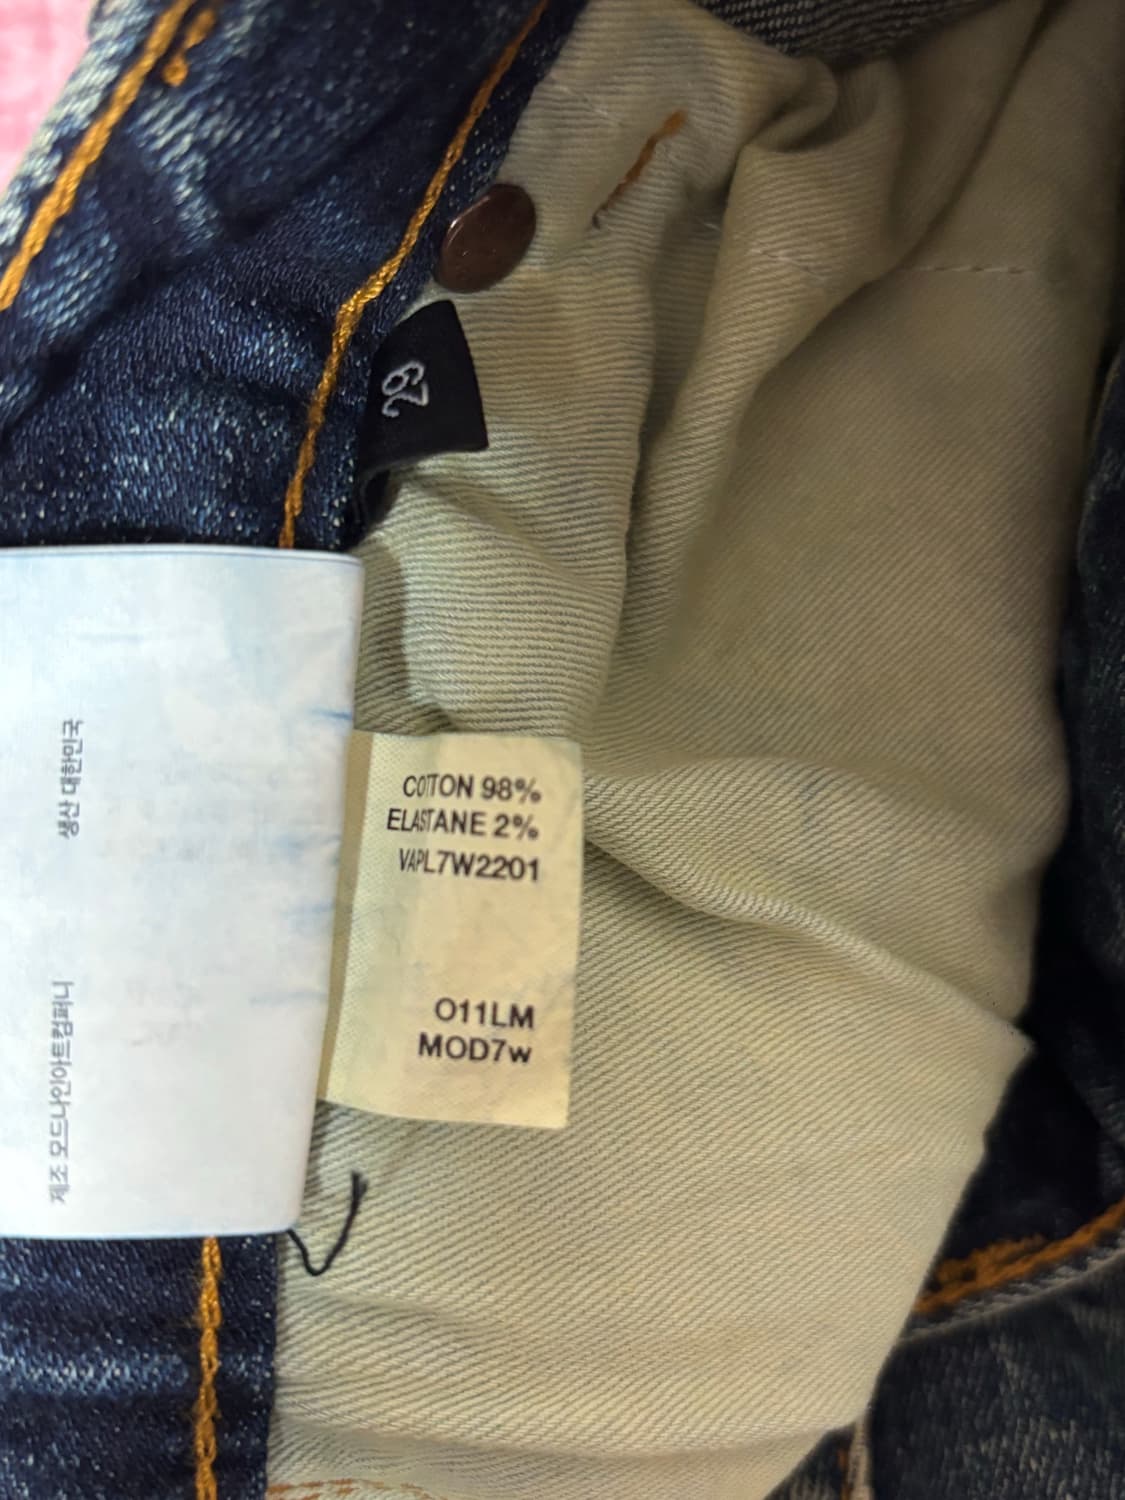 29
생산 대한민국
제조 모드나인아트컴퍼니
COTTON 98%
ELASTANE 2%
VAPL7W2201
O11LM
MOD7w